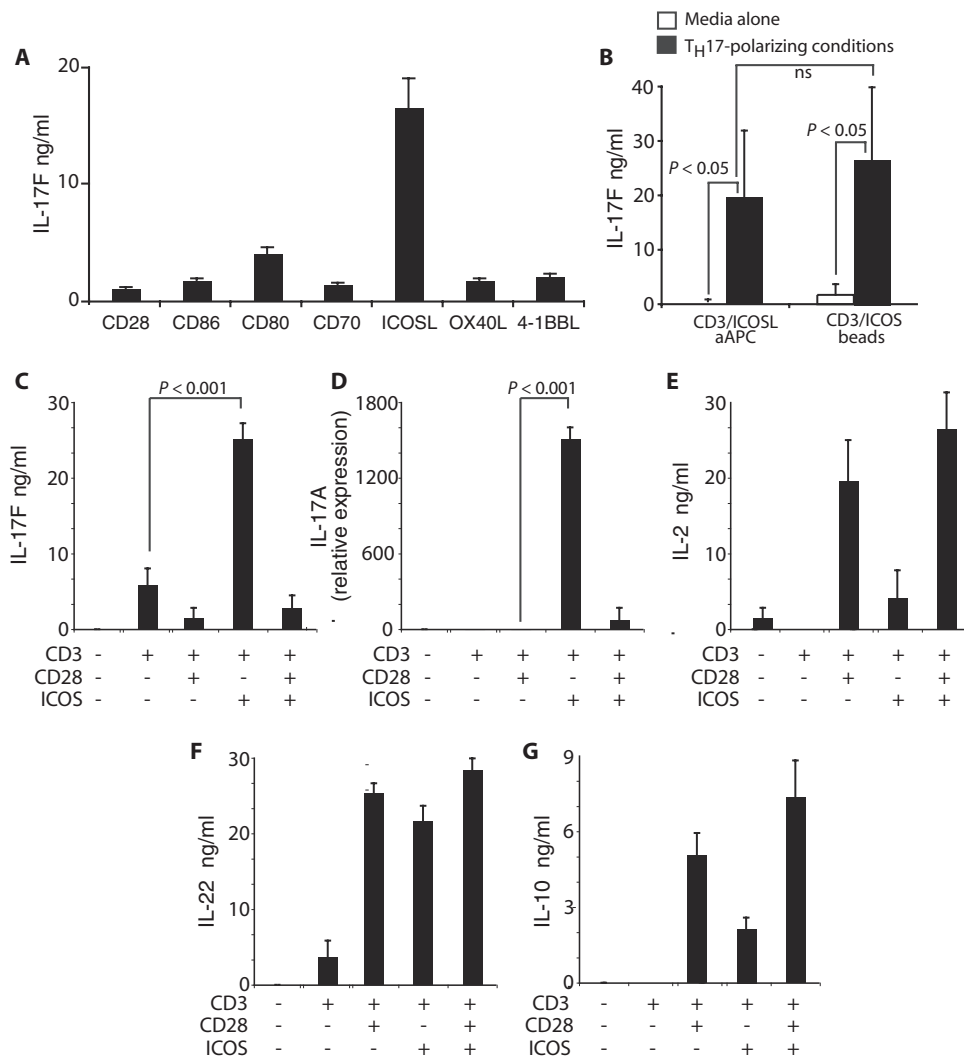 Media alone
TH17-polarizing conditions
A
IL-17F ng/ml
20
10
0
CD28 CD86 CD80 CD70 ICOSL OX40L 4-1BBL
B
IL-17F ng/ml
40
30
20
10
0
ns
P < 0.05
P < 0.05
CD3/ICOSL aAPC
CD3/ICOS beads
C
P < 0.001
IL-17F ng/ml
30
20
10
0
CD3 - + + + +
CD28 - - + - +
ICOS - - - + +
D
P < 0.001
IL-17A
(relative expression)
1800
1200
600
0
CD3 - + + + +
CD28 - - + - +
ICOS - - - + +
E
IL-2 ng/ml
30
20
10
0
CD3 - + + + +
CD28 - - + - +
ICOS - - - + +
F
IL-22 ng/ml
30
20
10
0
CD3 - + + + +
CD28 - - + - +
ICOS - - - + +
G
IL-10 ng/ml
9
6
3
0
CD3 - + + + +
CD28 - - + - +
ICOS - - - + +